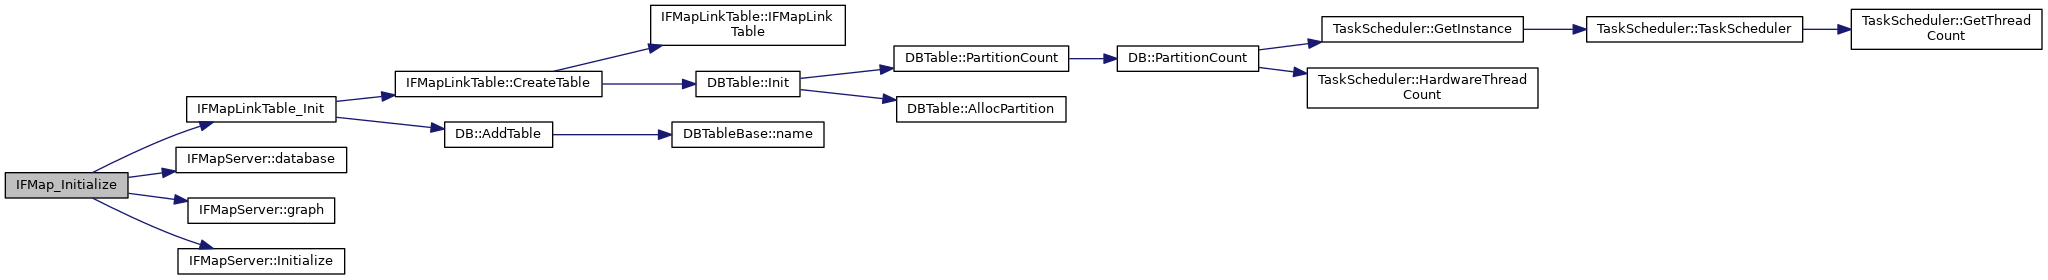 IFMap_Initialize
IFMapLinkTable_Init
IFMapServer::database
IFMapServer::graph
IFMapServer::Initialize
IFMapLinkTable::CreateTable
DB::AddTable
IFMapLinkTable::IFMapLink
Table
DBTable::Init
DBTableBase::name
DBTable::PartitionCount
DBTable::AllocPartition
DB::PartitionCount
TaskScheduler::GetInstance
TaskScheduler::HardwareThread
Count
TaskScheduler::TaskScheduler
TaskScheduler::GetThread
Count